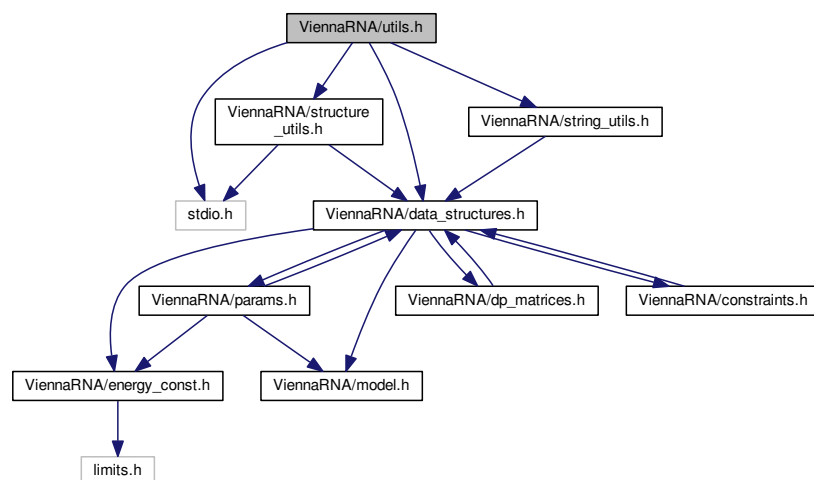 ViennaRNA/utils.h
ViennaRNA/structure
_utils.h
ViennaRNA/string_utils.h
stdio.h
ViennaRNA/data_structures.h
ViennaRNA/params.h
ViennaRNA/dp_matrices.h
ViennaRNA/constraints.h
ViennaRNA/energy_const.h
ViennaRNA/model.h
limits.h